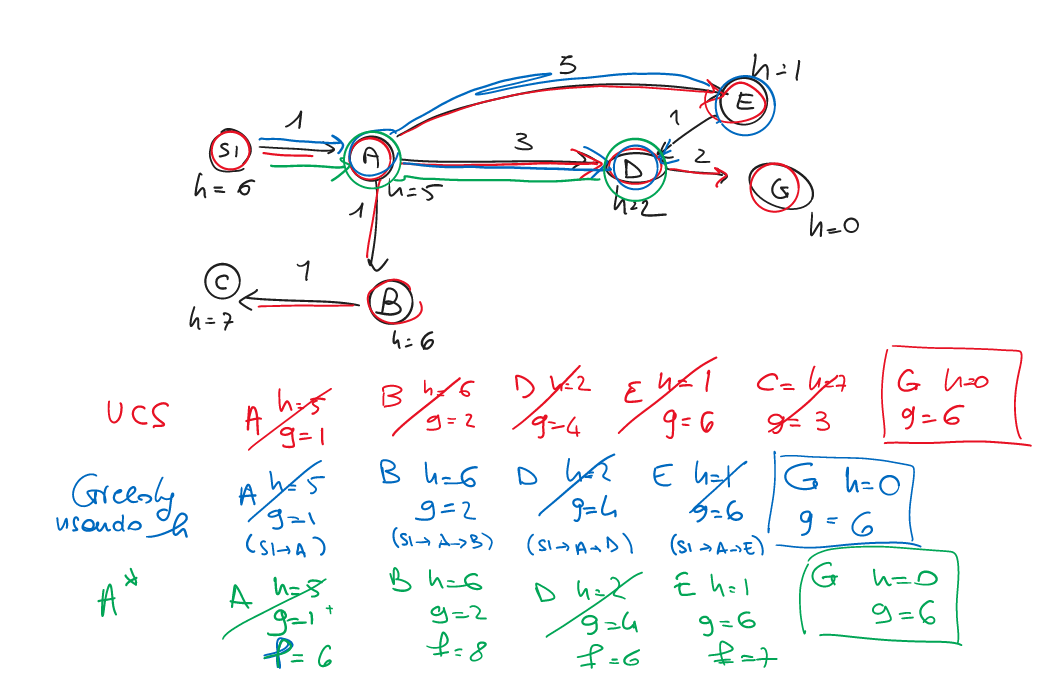 5
h=1
E
1
S1
h=6
1
A
h=5
3
D
h=2
2
G
h=0
1
C
h=7
1
B
h=6
UCS
A h=5 g=1
B h=6 g=2
D h=2 g=4
E h=1 g=6
C= h=7 g=3
G h=0 g=6
Greedy
usando h
A h=5 g=1 (S1→A)
B h=6 g=2 (S1→A→B)
D h=2 g=4 (S1→A→D)
E h=1 g=6 (S1→A→E)
G h=0 g=6
A*
A h=5 g=1 + f=6
B h=6 g=2 f=8
D h=2 g=4 f=6
E h=1 g=6 f=7
G h=0 g=6